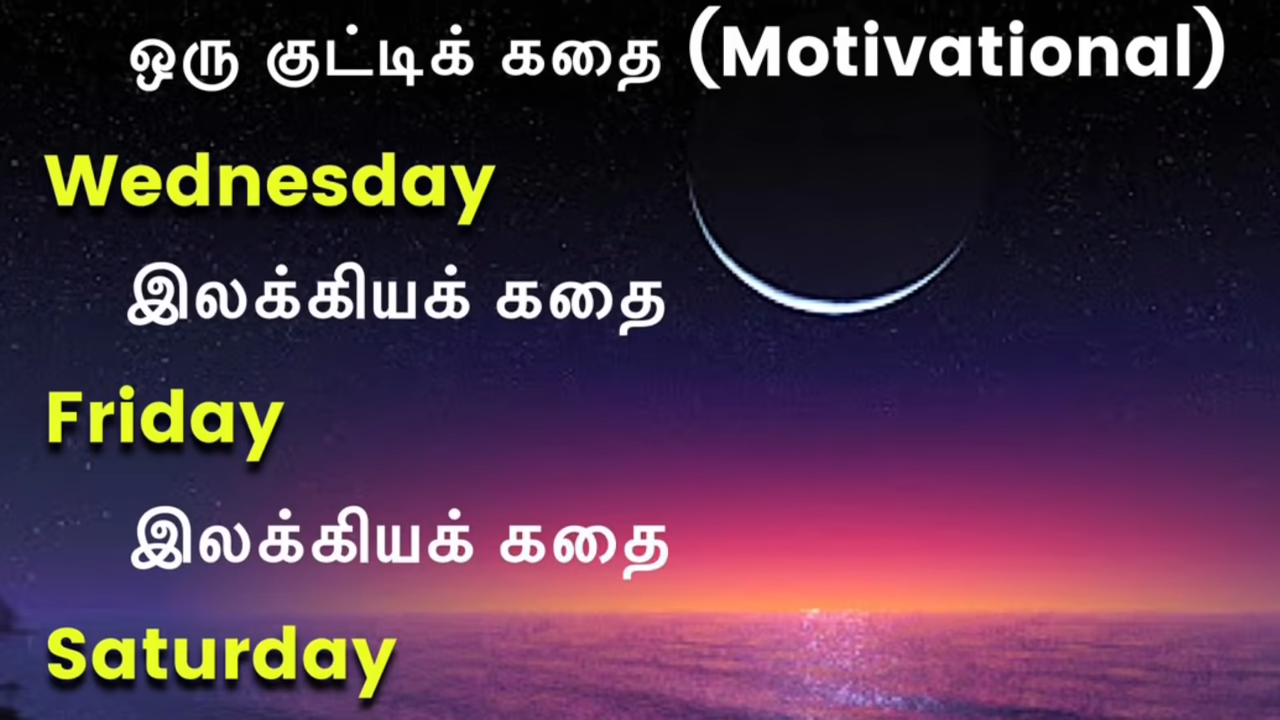 ஒரு குட்டிக் கதை (Motivational)
Wednesday
இலக்கியக் கதை
Friday
இலக்கியக் கதை
Saturday